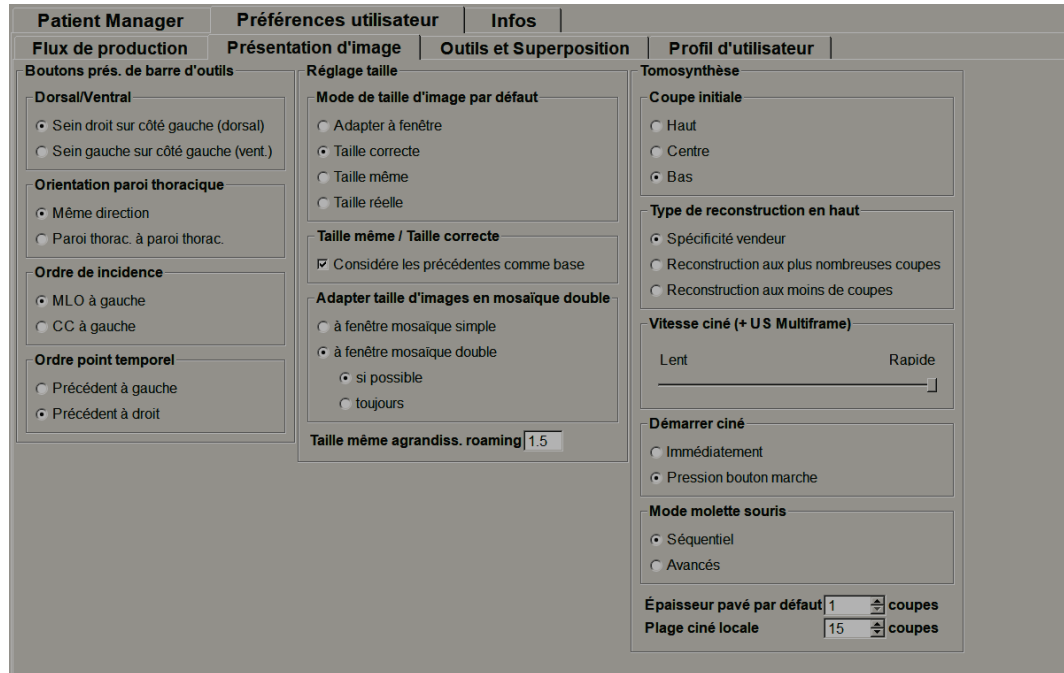 Patient Manager
Préférences utilisateur
Infos
Flux de production
Présentation d'image
Outils et Superposition
Profil d'utilisateur
Boutons prés. de barre d'outils
Dorsal/Ventral
Sein droit sur côté gauche (dorsal)
Sein gauche sur côté gauche (vent.)
Orientation paroi thoracique
Même direction
Paroi thorac. à paroi thorac.
Ordre de incidence
MLO à gauche
CC à gauche
Ordre point temporel
Précédent à gauche
Précédent à droit
Réglage taille
Mode de taille d'image par défaut
Adapter à fenêtre
Taille correcte
Taille même
Taille réelle
Taille même / Taille correcte
Considére les précédentes comme base
Adapter taille d'images en mosaïque double
à fenêtre mosaïque simple
à fenêtre mosaïque double
si possible
toujours
Taille même agrandiss. roaming 1.5
Tomosynthèse
Coupe initiale
Haut
Centre
Bas
Type de reconstruction en haut
Spécificité vendeur
Reconstruction aux plus nombreuses coupes
Reconstruction aux moins de coupes
Vitesse ciné (+ US Multiframe)
Lent Rapide
Démarrer ciné
Immédiatement
Pression bouton marche
Mode molette souris
Séquentiel
Avancés
Épaisseur pavé par défaut 1 coupes
Plage ciné locale 15 coupes